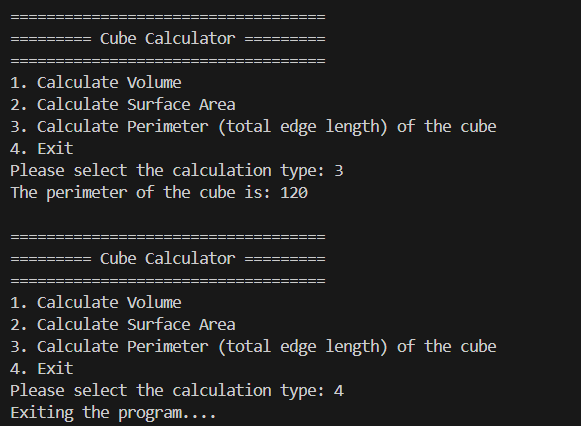 ===================================
========= Cube Calculator =========
===================================
1. Calculate Volume
2. Calculate Surface Area
3. Calculate Perimeter (total edge length) of the cube
4. Exit
Please select the calculation type: 3
The perimeter of the cube is: 120

===================================
========= Cube Calculator =========
===================================
1. Calculate Volume
2. Calculate Surface Area
3. Calculate Perimeter (total edge length) of the cube
4. Exit
Please select the calculation type: 4
Exiting the program....